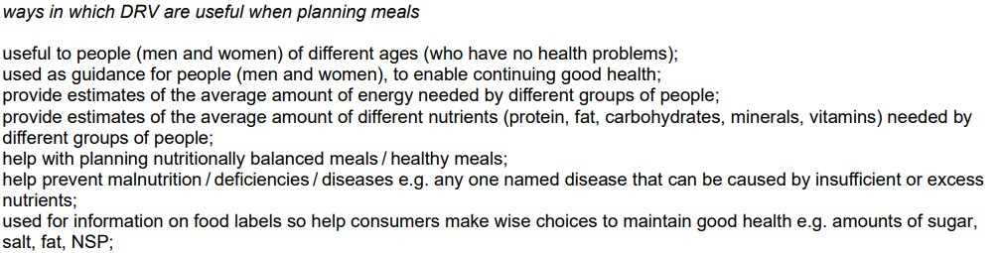 ways in which DRV are useful when planning meals
useful to people (men and women) of different ages (who have no health problems);
used as guidance for people (men and women), to enable continuing good health;
provide estimates of the average amount of energy needed by different groups of people;
provide estimates of the average amount of different nutrients (protein, fat, carbohydrates, minerals, vitamins) needed by
different groups of people;
help with planning nutritionally balanced meals / healthy meals;
help prevent malnutrition / deficiencies / diseases e.g. any one named disease that can be caused by insufficient or excess
nutrients;
used for information on food labels so help consumers make wise choices to maintain good health e.g. amounts of sugar,
salt, fat, NSP;